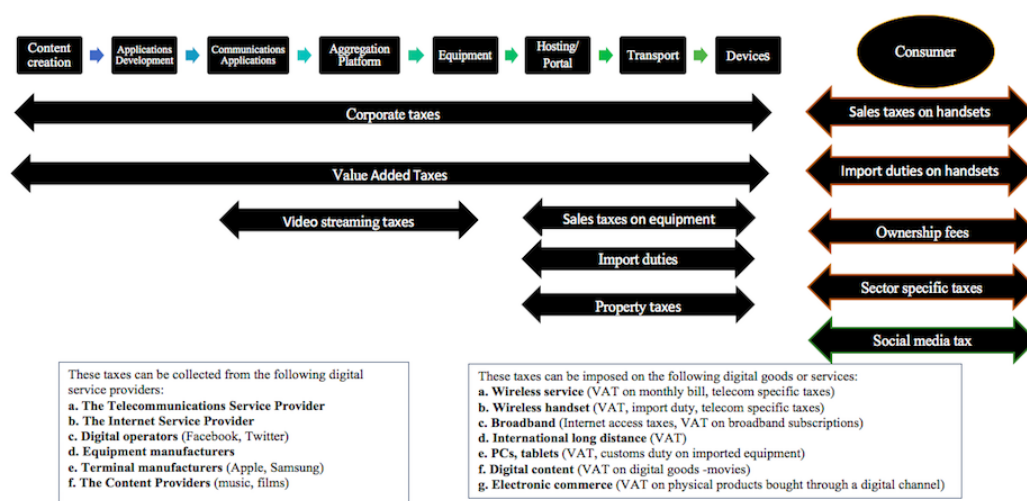 Content
creation
Applications
Development
Communications
Applications
Aggregation
Platform
Equipment
Hosting/
Portal
Transport
Devices
Consumer
Corporate taxes
Sales taxes on handsets
Value Added Taxes
Import duties on handsets
Video streaming taxes
Sales taxes on equipment
Ownership fees
Import duties
Sector specific taxes
Property taxes
Social media tax
These taxes can be collected from the following digital
service providers:
a. The Telecommunications Service Provider
b. The Internet Service Provider
c. Digital operators (Facebook, Twitter)
d. Equipment manufacturers
e. Terminal manufacturers (Apple, Samsung)
f. The Content Providers (music, films)
These taxes can be imposed on the following digital goods or services:
a. Wireless service (VAT on monthly bill, telecom specific taxes)
b. Wireless handset (VAT, import duty, telecom specific taxes)
c. Broadband (Internet access taxes, VAT on broadband subscriptions)
d. International long distance (VAT)
e. PCs, tablets (VAT, customs duty on imported equipment)
f. Digital content (VAT on digital goods -movies)
g. Electronic commerce (VAT on physical products bought through a digital channel)